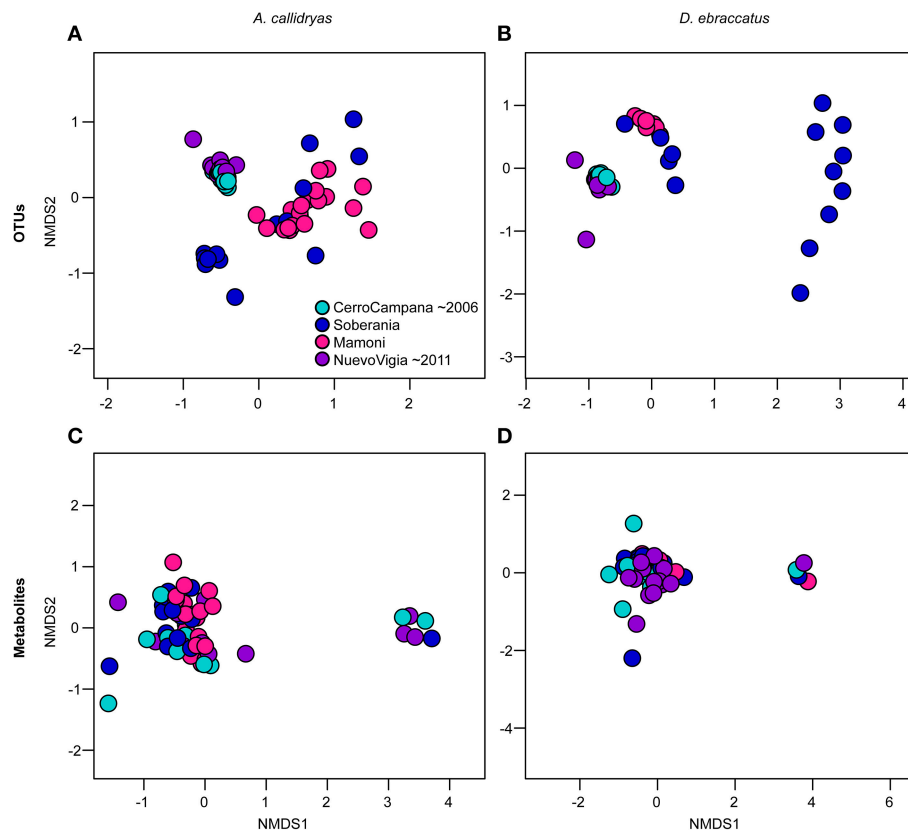 A. callidryas
D. ebraccatus
A
B
OTUs
NMDS2
1
0
-1
-2
-2
-1
0
1
2
CerroCampana ~2006
Soberania
Mamoni
NuevoVigia ~2011
1
0
-1
-2
-3
-2
-1
0
1
2
3
4
C
D
Metabolites
NMDS2
2
1
0
-1
-2
-1
0
1
2
3
4
NMDS1
2
0
-2
-4
-2
0
2
4
6
NMDS1